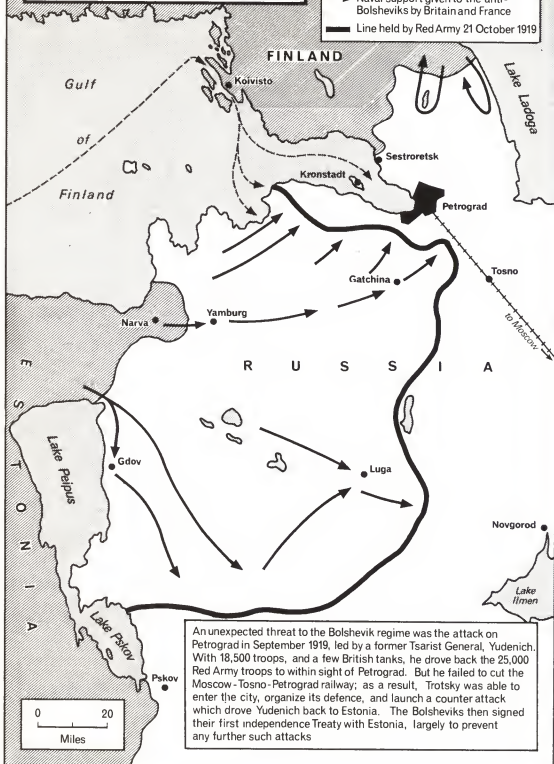 Naval support given to the anti-
Bolsheviks by Britain and France
Line held by Red Army 21 October 1919
FINLAND
Gulf
of
Finland
Koivisto
Lake Ladoga
Sestroretsk
Kronstadt
Petrograd
Gatchina
Tosno
to Moscow
Narva
Yamburg
RUSSIA
ESTONIA
Lake Peipus
Gdov
Luga
Novgorod
Lake
Ilmen
Lake Pskov
Pskov
0 20
Miles
An unexpected threat to the Bolshevik regime was the attack on
Petrograd in September 1919, led by a former Tsarist General, Yudenich.
With 18,500 troops, and a few British tanks, he drove back the 25,000
Red Army troops to within sight of Petrograd. But he failed to cut the
Moscow-Tosno-Petrograd railway; as a result, Trotsky was able to
enter the city, organize its defence, and launch a counter attack
which drove Yudenich back to Estonia. The Bolsheviks then signed
their first independence Treaty with Estonia, largely to prevent
any further such attacks